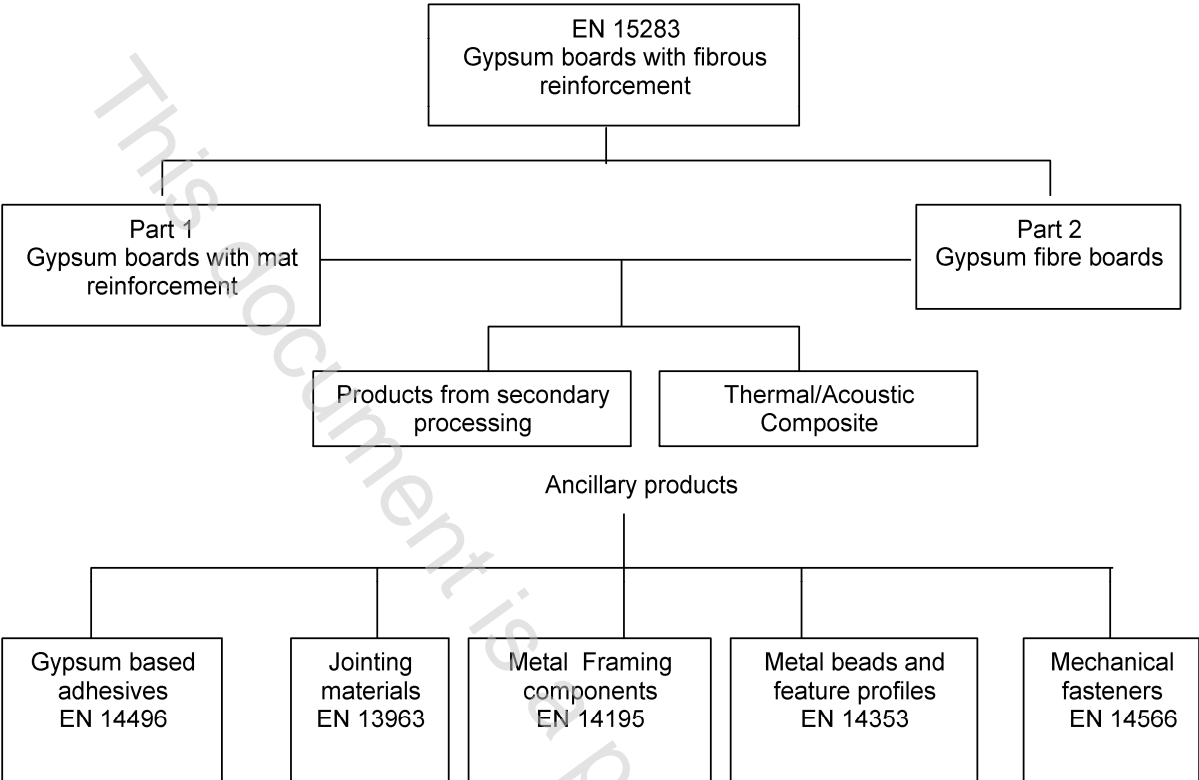 EN 15283
Gypsum boards with fibrous
reinforcement
Part 1
Gypsum boards with mat
reinforcement
Part 2
Gypsum fibre boards
Products from secondary
processing
Thermal/Acoustic
Composite
Ancillary products
Gypsum based
adhesives
EN 14496
Jointing
materials
EN 13963
Metal Framing
components
EN 14195
Metal beads and
feature profiles
EN 14353
Mechanical
fasteners
EN 14566
This document is a